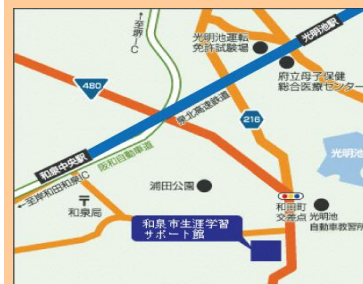 ←至堺IC
光明池運転
免許試験場
光明池駅
府立母子保健
総合医療センター
480
泉北高速鉄道
218
和泉中央駅
阪和自動車道
光明池
←至岸和田和泉IC
浦田公園
〒
和泉局
和田町
交差点
光明池
自動車教習所
和泉市生涯学習
サポート館